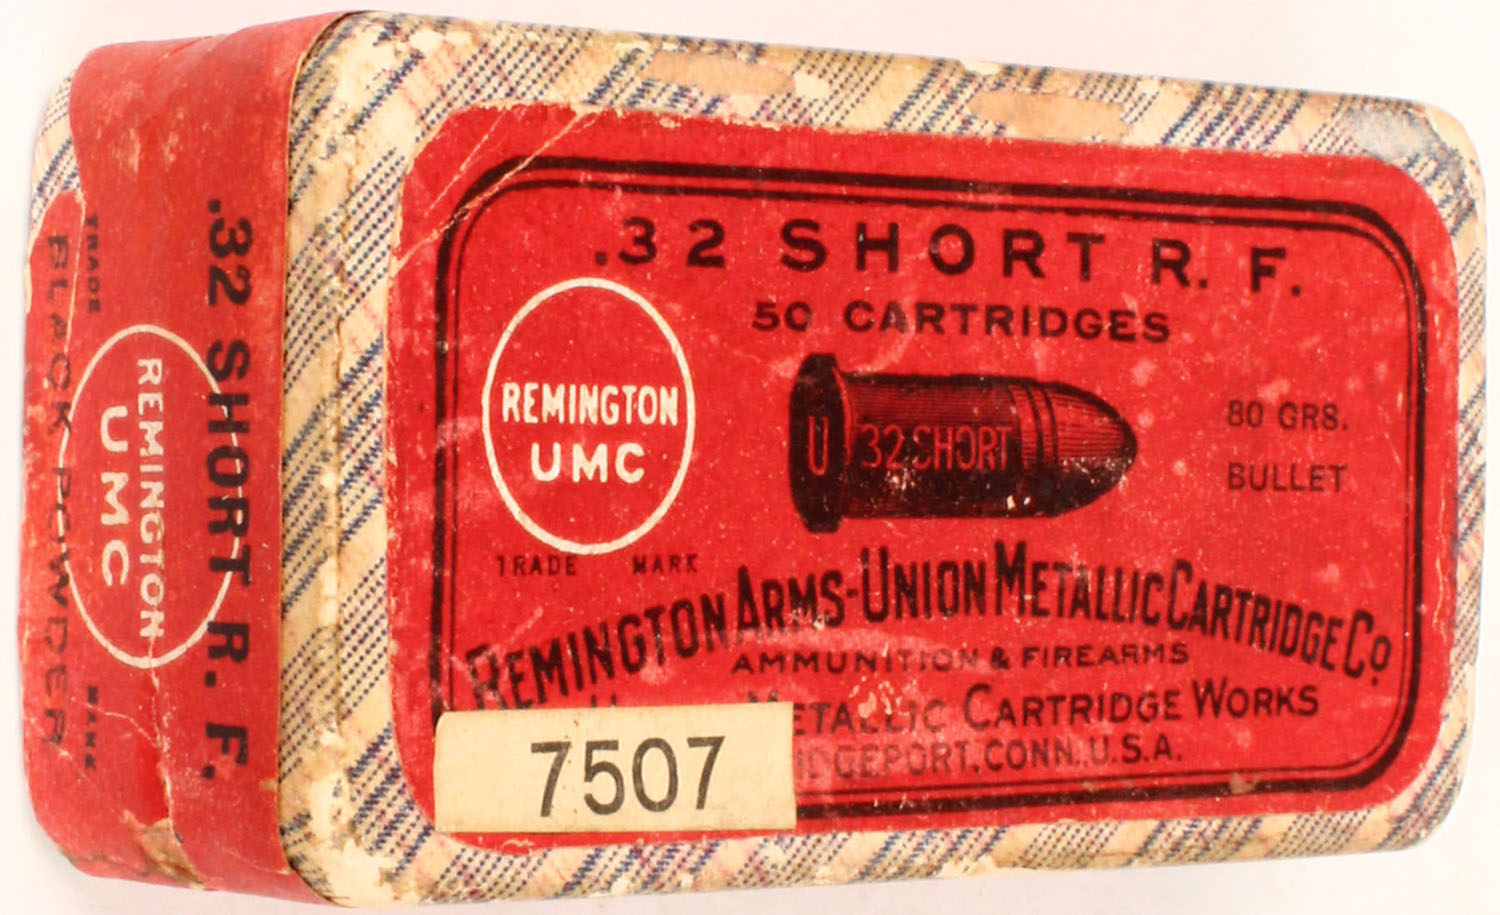 .32 SHORT R. F.
50 CARTRIDGES
REMINGTON
UMC
TRADE MARK
U 32 SHORT
80 GRS.
BULLET
REMINGTON ARMS-UNION METALLIC CARTRIDGE CO.
AMMUNITION & FIREARMS
METALLIC CARTRIDGE WORKS
IDGEPORT, CONN. U.S.A.
7507
.32 SHORT R. F.
REMINGTON
UMC
TRADE MARK
BLACK POWDER